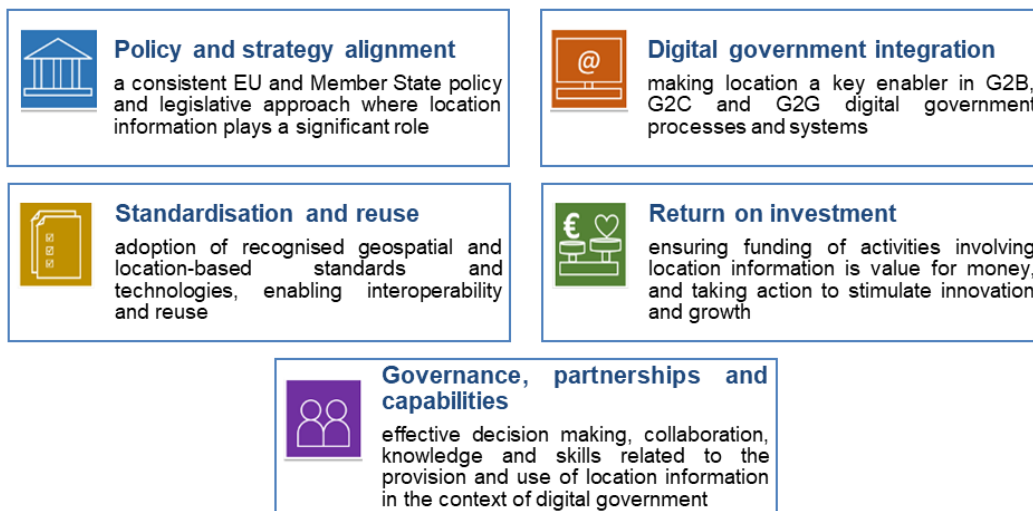 Policy and strategy alignment
a consistent EU and Member State policy
and legislative approach where location
information plays a significant role
@
Digital government integration
making location a key enabler in G2B,
G2C and G2G digital government
processes and systems
Standardisation and reuse
adoption of recognised geospatial and
location-based standards and
technologies, enabling interoperability
and reuse
€
Return on investment
ensuring funding of activities involving
location information is value for money,
and taking action to stimulate innovation
and growth
Governance, partnerships and
capabilities
effective decision making, collaboration,
knowledge and skills related to the
provision and use of location information
in the context of digital government